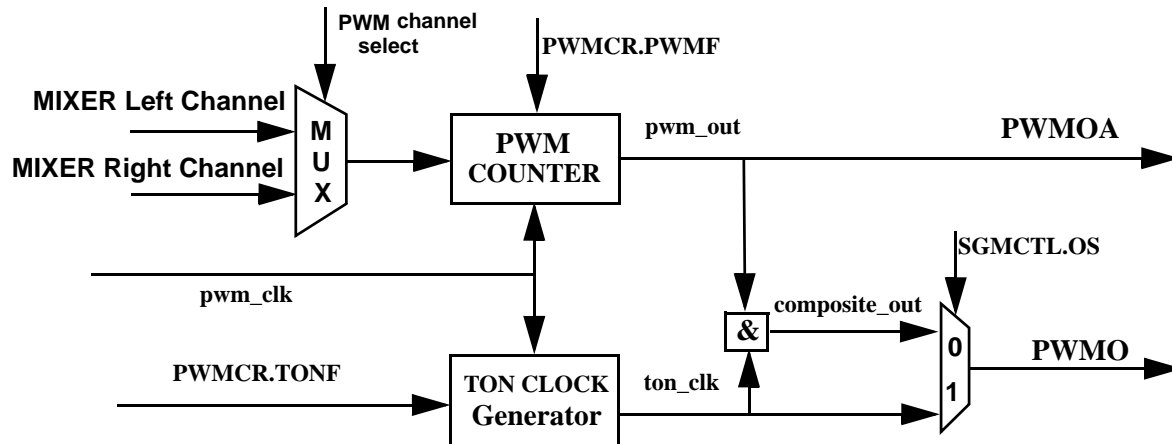 PWM channel
select
PWMCR.PWMF
MIXER Left Channel
MIXER Right Channel
M
U
X
PWM
COUNTER
pwm_out
PWMOA
pwm_clk
SGMCTL.OS
composite_out
&
0
1
PWMO
PWMCR.TONF
TON CLOCK
Generator
ton_clk